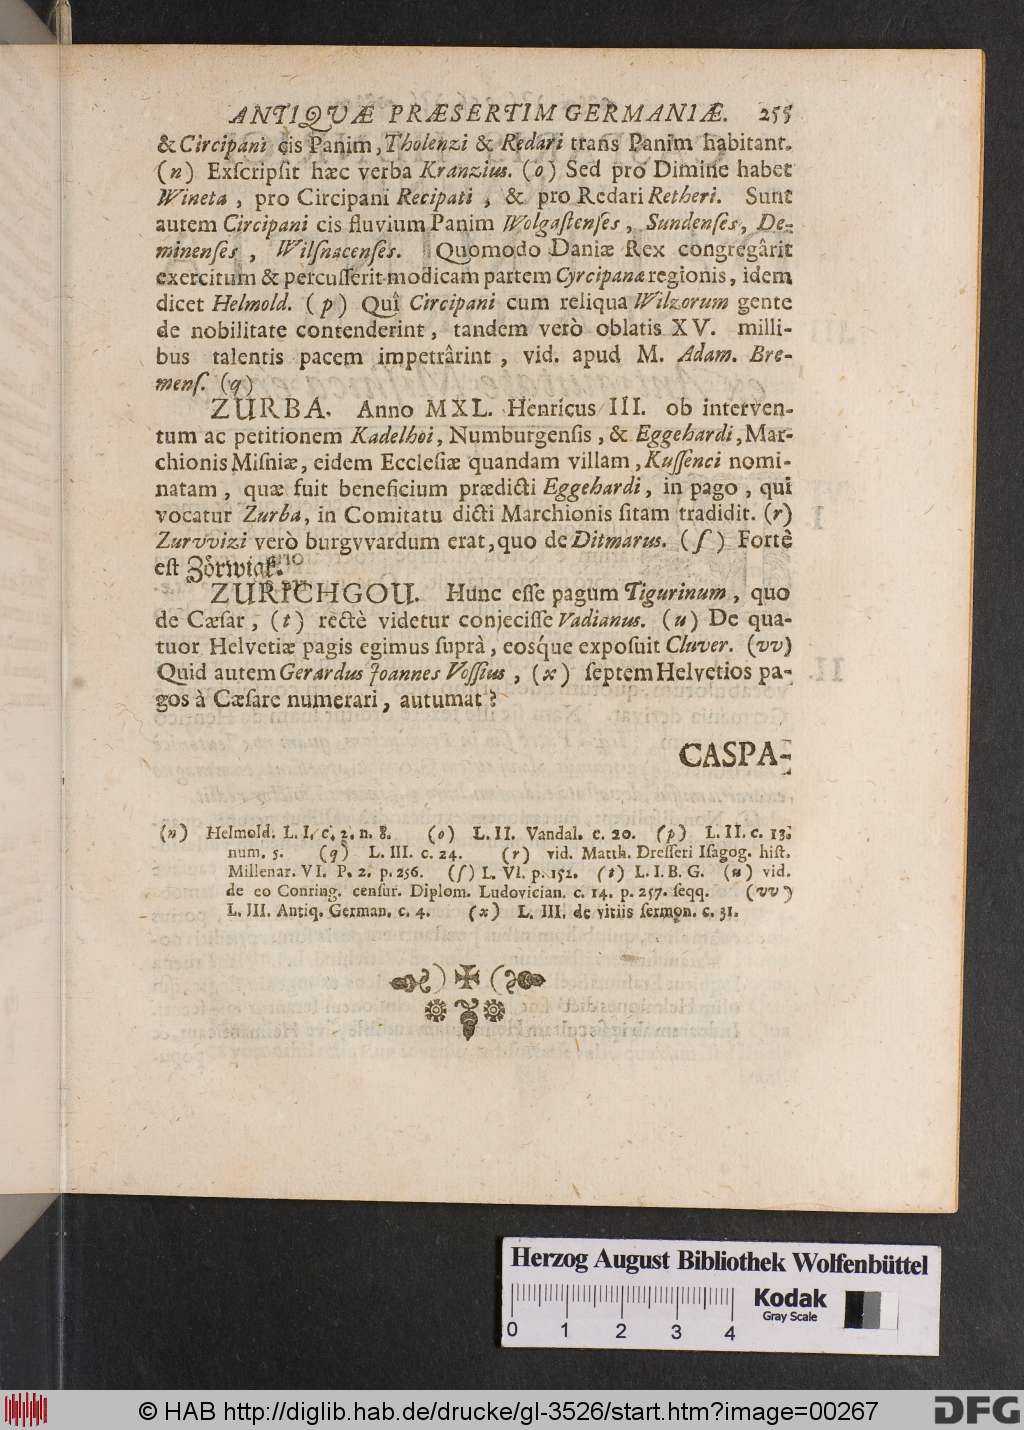 ANTIQVÆ PRÆSERTIM GERMANIÆ. 255
& Circipani cis Panim, Tholenzi & Redari trans Panim habitant.
(n) Exſcripſit hæc verba Kranzius. (o) Sed pro Dimine habet
Wineta, pro Circipani Recipati, & pro Redari Retheri. Sunt
autem Circipani cis fluvium Panim Wolgaſtenſes, Sundenſes, De-
minenſes, Wilſnacenſes. Quomodo Daniæ Rex congregârit
exercitum & percuſſerit modicam partem Cyrcipanæ regionis, idem
dicet Helmold. (p) Quî Circipani cum reliqua Wilzorum gente
de nobilitate contenderint, tandem verò oblatis XV. milli-
bus talentis pacem impetrârint, vid. apud M. Adam. Bre-
menſ. (q)
ZURBA. Anno MXL. Henricus III. ob interven-
tum ac petitionem Kadelhoi, Numburgenſis, & Eggehardi, Mar-
chionis Miſniæ, eidem Eccleſiæ quandam villam, Kuſſenci nomi-
natam, quæ fuit beneficium prædicti Eggehardi, in pago, qui
vocatur Zurba, in Comitatu dicti Marchionis ſitam tradidit. (r)
Zurvvizi verò burgvvardum erat, quo de Ditmarus. (ſ) Fortè
eſt Zörwigk.
ZURICHGOU. Hunc eſſe pagum Tigurinum, quo
de Cæſar, (t) rectè videtur conjeciſſe Vadianus. (u) De qua-
tuor Helvetiæ pagis egimus ſuprà, eosque expoſuit Cluver. (vv)
Quid autem Gerardus Joannes Voſſius, (x) ſeptem Helvetios pa-
gos à Cæſare numerari, autumat?
CASPA-
(n) Helmold. L. I. c. 2. n. 8. (o) L. II. Vandal. c. 20. (p) L. II. c. 13.
num. 5. (q) L. III. c. 24. (r) vid. Matth. Dreſſeri Iſagog. hiſt.
Millenar. VI. P. 2. p. 256. (ſ) L. VI. p. 152. (t) L. I. B. G. (u) vid.
de eo Conring. cenſur. Diplom. Ludovician. c. 14. p. 257. ſeqq. (vv)
L. III. Antiq. German. c. 4. (x) L. III. de vitiis ſermon. c. 31.
Herzog August Bibliothek Wolfenbüttel
Kodak
Gray Scale
0 1 2 3 4
© HAB http://diglib.hab.de/drucke/gl-3526/start.htm?image=00267
DFG